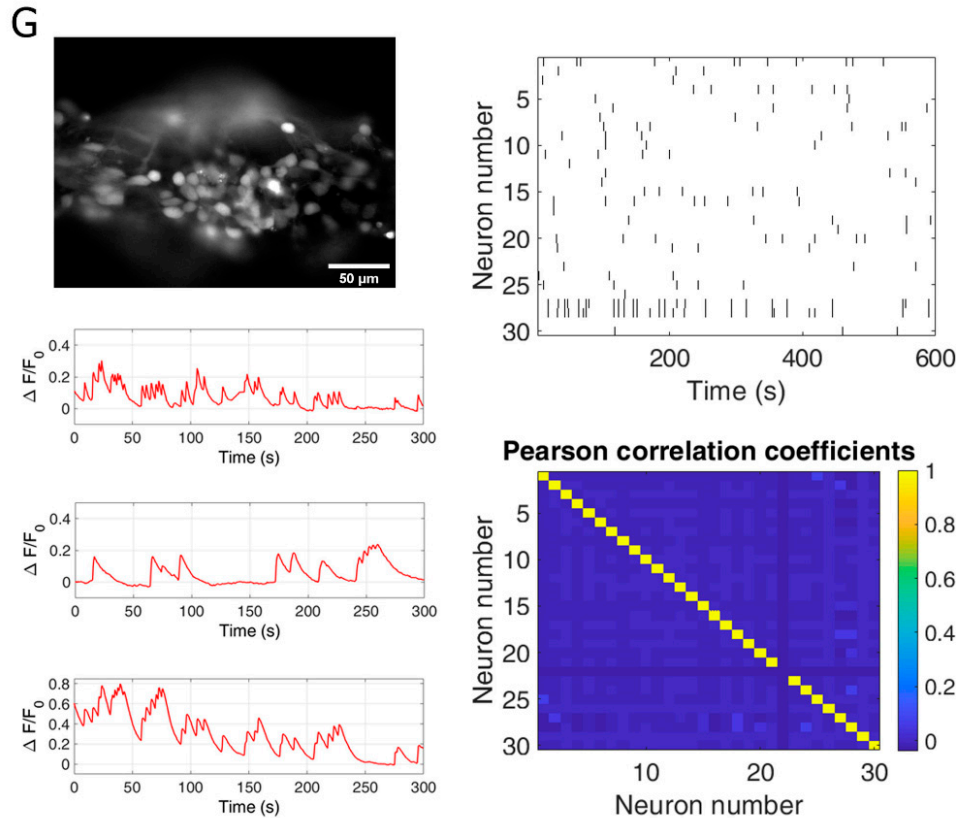 G
50 µm
Δ F/F0
0.4
0.2
0
0 50 100 150 200 250 300
Time (s)
Δ F/F0
0.4
0.2
0
0 50 100 150 200 250 300
Time (s)
Δ F/F0
0.8
0.6
0.4
0.2
0
0 50 100 150 200 250 300
Time (s)
Neuron number
5
10
15
20
25
30
200 400 600
Time (s)
Pearson correlation coefficients
Neuron number
5
10
15
20
25
30
10 20 30
Neuron number
1
0.8
0.6
0.4
0.2
0